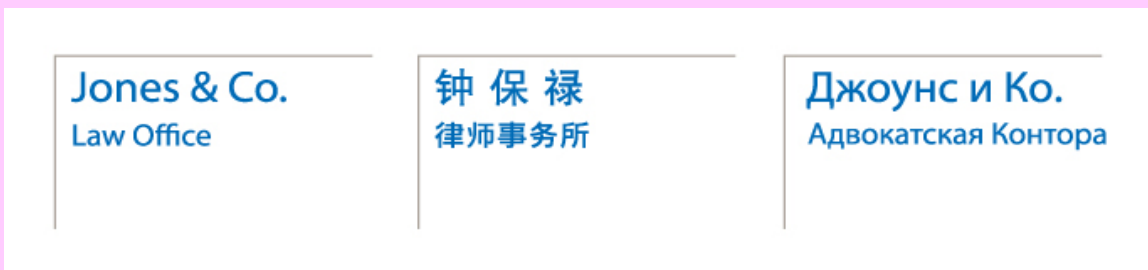 Jones & Co.
Law Office
钟 保 禄
律师事务所
Джоунс и Ко.
Адвокатская Контора